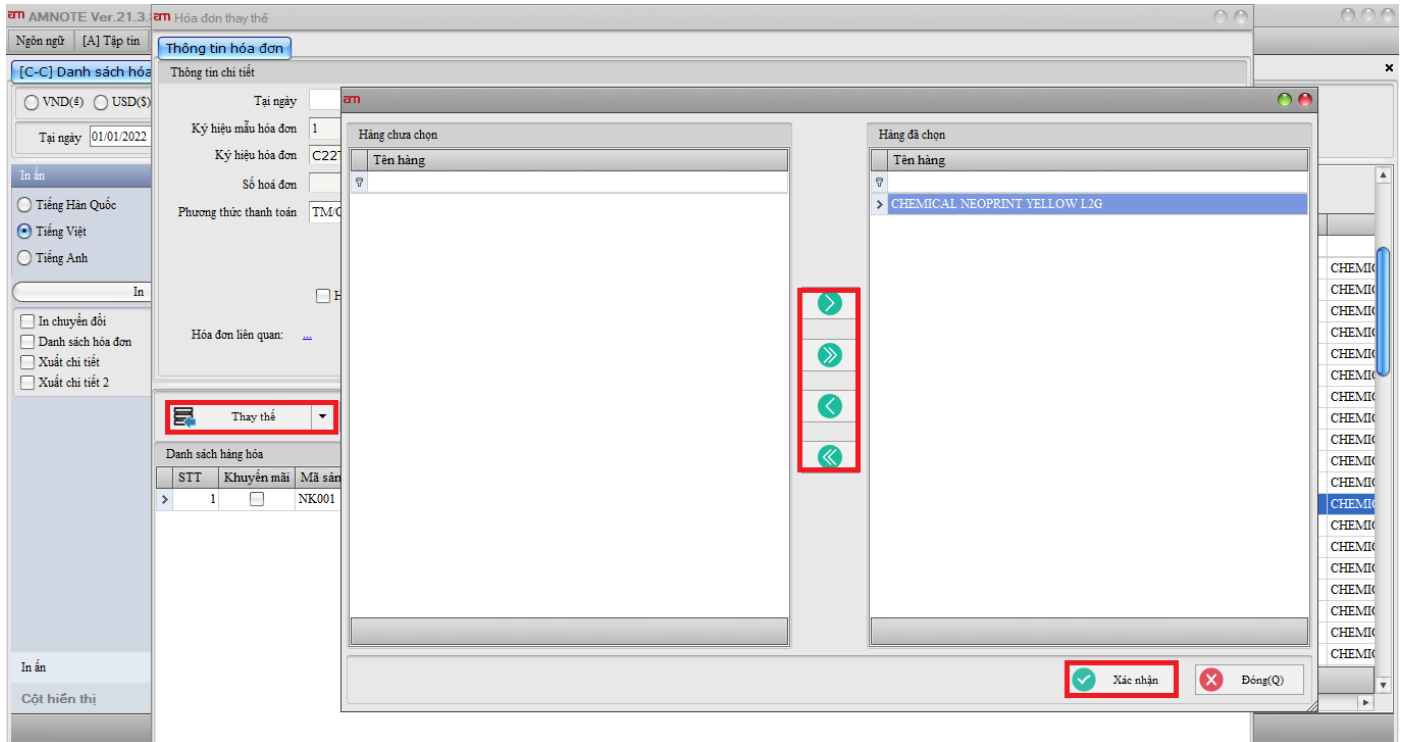 am AMNOTE Ver.21.3.
am Hóa đơn thay thế
Ngôn ngữ [A] Tập tin
Thông tin hóa đơn
[C-C] Danh sách hóa
Thông tin chi tiết
VND(₫) USD($)
Tại ngày
am
Tại ngày 01/01/2022
Ký hiệu mẫu hóa đơn 1
Hàng chưa chọn
Hàng đã chọn
Ký hiệu hóa đơn C22T
Tên hàng
Tên hàng
In ấn
Số hoá đơn
Tiếng Hàn Quốc
Phương thức thanh toán TM/C
CHEMICAL NEOPRINT YELLOW L2G
Tiếng Việt
Tiếng Anh
CHEMI
In
CHEMI
H
CHEMI
In chuyển đổi
CHEMI
Danh sách hóa đơn
Hóa đơn liên quan: ...
CHEMI
Xuất chi tiết
CHEMI
Xuất chi tiết 2
CHEMI
Thay thế
CHEMI
CHEMI
Danh sách hàng hóa
CHEMI
STT Khuyến mãi Mã sản
CHEMI
1 NK001
CHEMI
CHEMI
CHEMI
CHEMI
CHEMI
CHEMI
CHEMI
CHEMI
In ấn
Xác nhận
Đóng(Q)
Cột hiển thị